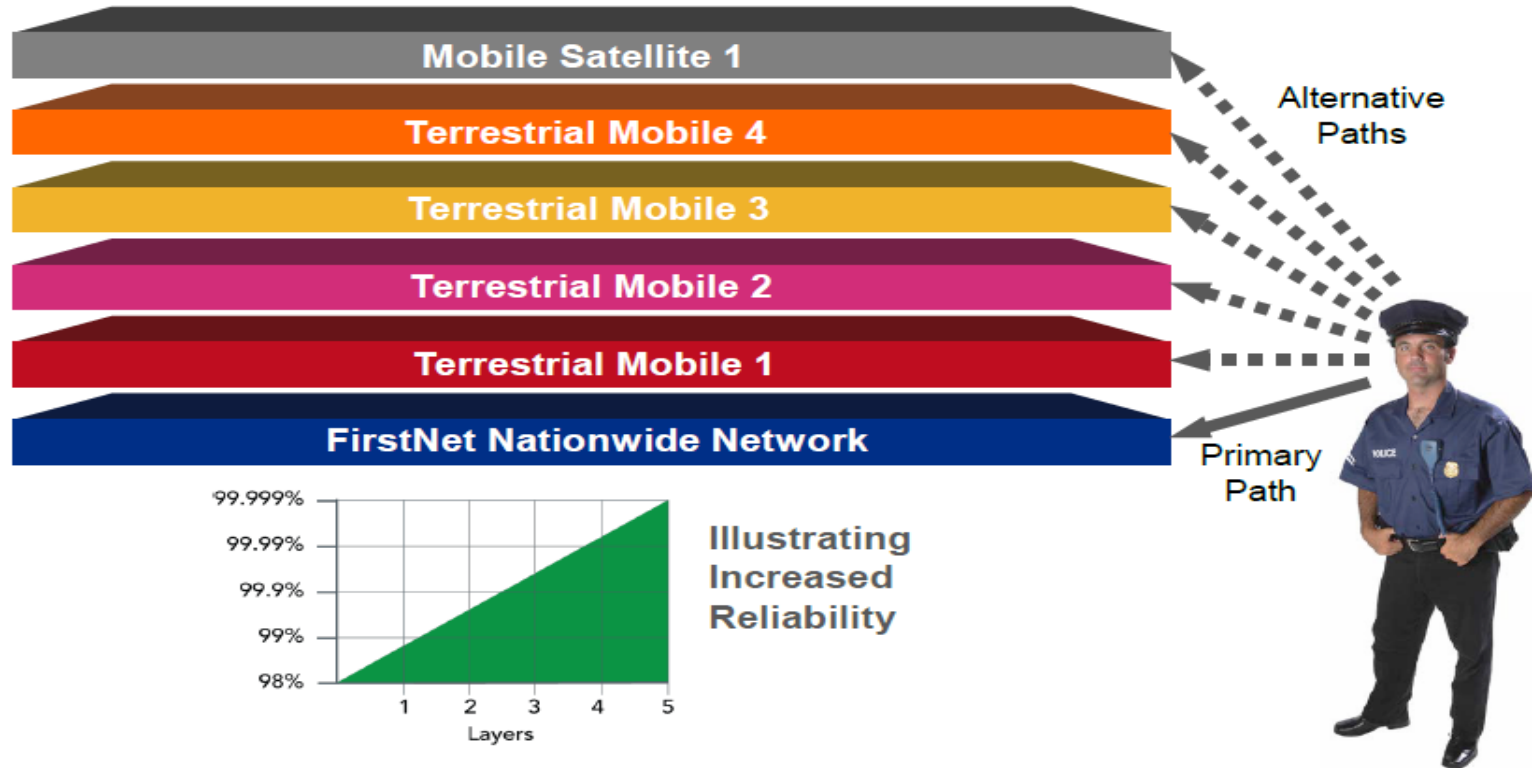 Mobile Satellite 1
Alternative
Paths
Terrestrial Mobile 4
Terrestrial Mobile 3
Terrestrial Mobile 2
Terrestrial Mobile 1
FirstNet Nationwide Network
Primary
Path
POLICE
99.999%
99.99%
99.9%
99%
98%
1 2 3 4 5
Layers
Illustrating
Increased
Reliability